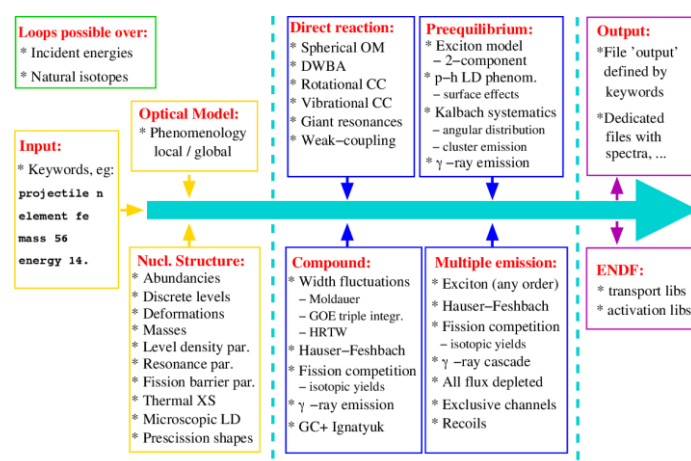 Loops possible over:
* Incident energies
* Natural isotopes
Optical Model:
* Phenomenology
local / global
Input:
* Keywords, eg:
projectile n
element fe
mass 56
energy 14.
Nucl. Structure:
* Abundancies
* Discrete levels
* Deformations
* Masses
* Level density par.
* Resonance par.
* Fission barrier par.
* Thermal XS
* Microscopic LD
* Prescission shapes
Direct reaction:
* Spherical OM
* DWBA
* Rotational CC
* Vibrational CC
* Giant resonances
* Weak−coupling
Preequilibrium:
* Exciton model
− 2−component
* p−h LD phenom.
− surface effects
* Kalbach systematics
− angular distribution
− cluster emission
* γ−ray emission
Compound:
* Width fluctuations
− Moldauer
− GOE triple integr.
− HRTW
* Hauser−Feshbach
* Fission competition
− isotopic yields
* γ −ray emission
* GC+ Ignatyuk
Multiple emission:
* Exciton (any order)
* Hauser−Feshbach
* Fission competition
− isotopic yields
* γ −ray cascade
* All flux depleted
* Exclusive channels
* Recoils
Output:
*File 'output'
defined by
keywords
*Dedicated
files with
spectra, ...
ENDF:
* transport libs
* activation libs